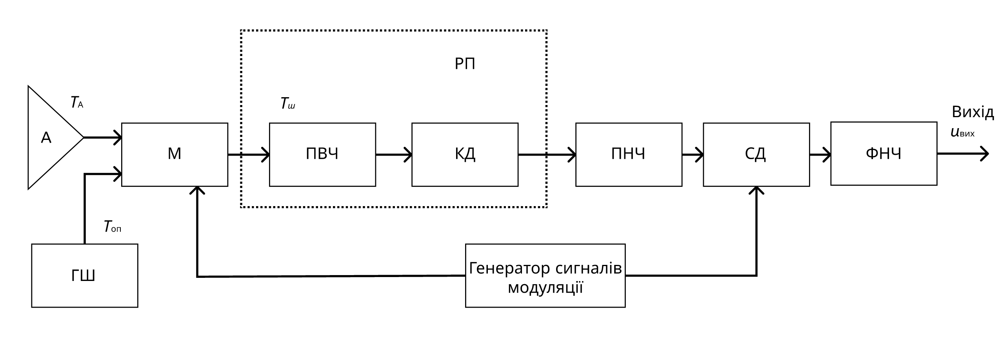 РП
Tш
TА
Вихід
uвих
А
М
ПВЧ
КД
ПНЧ
СД
ФНЧ
Tоп
ГШ
Генератор сигналів
модуляції